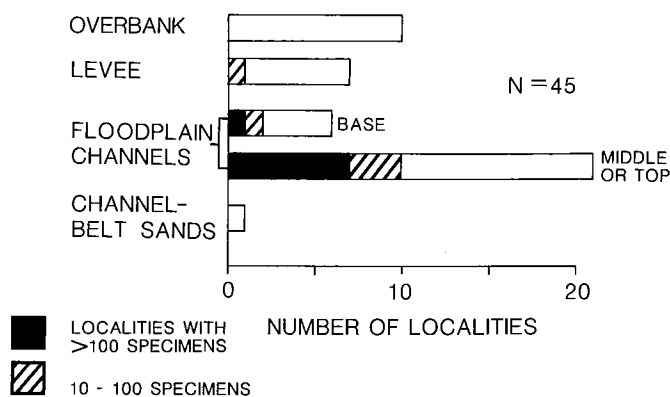 OVERBANK
LEVEE
N = 45
FLOODPLAIN
CHANNELS
BASE
MIDDLE
OR TOP
CHANNEL-
BELT SANDS
0 10 20
NUMBER OF LOCALITIES
LOCALITIES WITH
>100 SPECIMENS
10 - 100 SPECIMENS